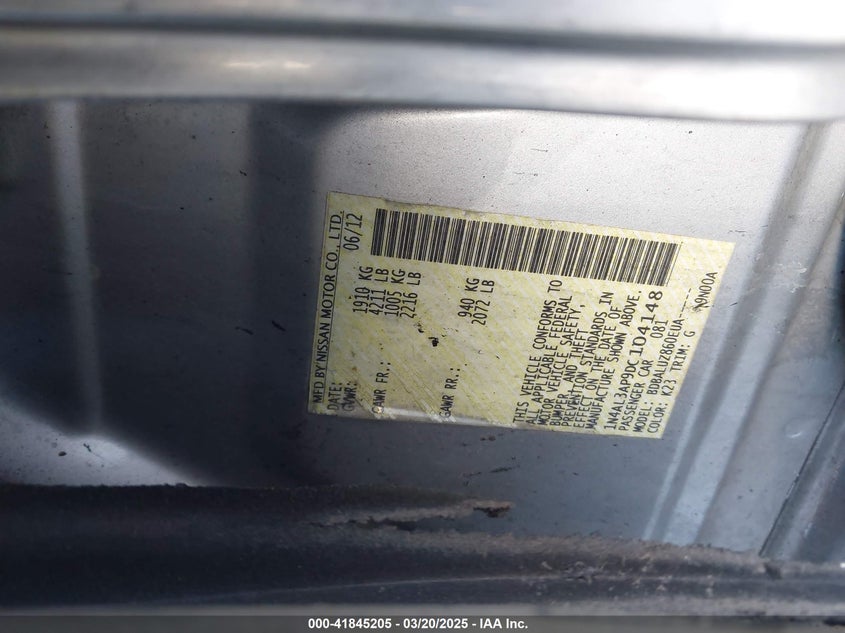 MFD BY NISSAN MOTOR CO., LTD.
DATE: 06/12
GVWR: 1910 KG
4211 LB
GAWR FR.: 1005 KG
2216 LB
GAWR RR.: 940 KG
2072 LB
THIS VEHICLE CONFORMS TO
ALL APPLICABLE FEDERAL
MOTOR VEHICLE SAFETY,
BUMPER, AND THEFT
PREVENTION STANDARDS IN
EFFECT ON THE DATE OF
MANUFACTURE SHOWN ABOVE.
1N4AL3AP9DC104148
PASSENGER CAR 081
MODEL: BDBALUZ860EUA
COLOR: K23 TRIM: G
000-41845205 - 03/20/2025 - IAA Inc.